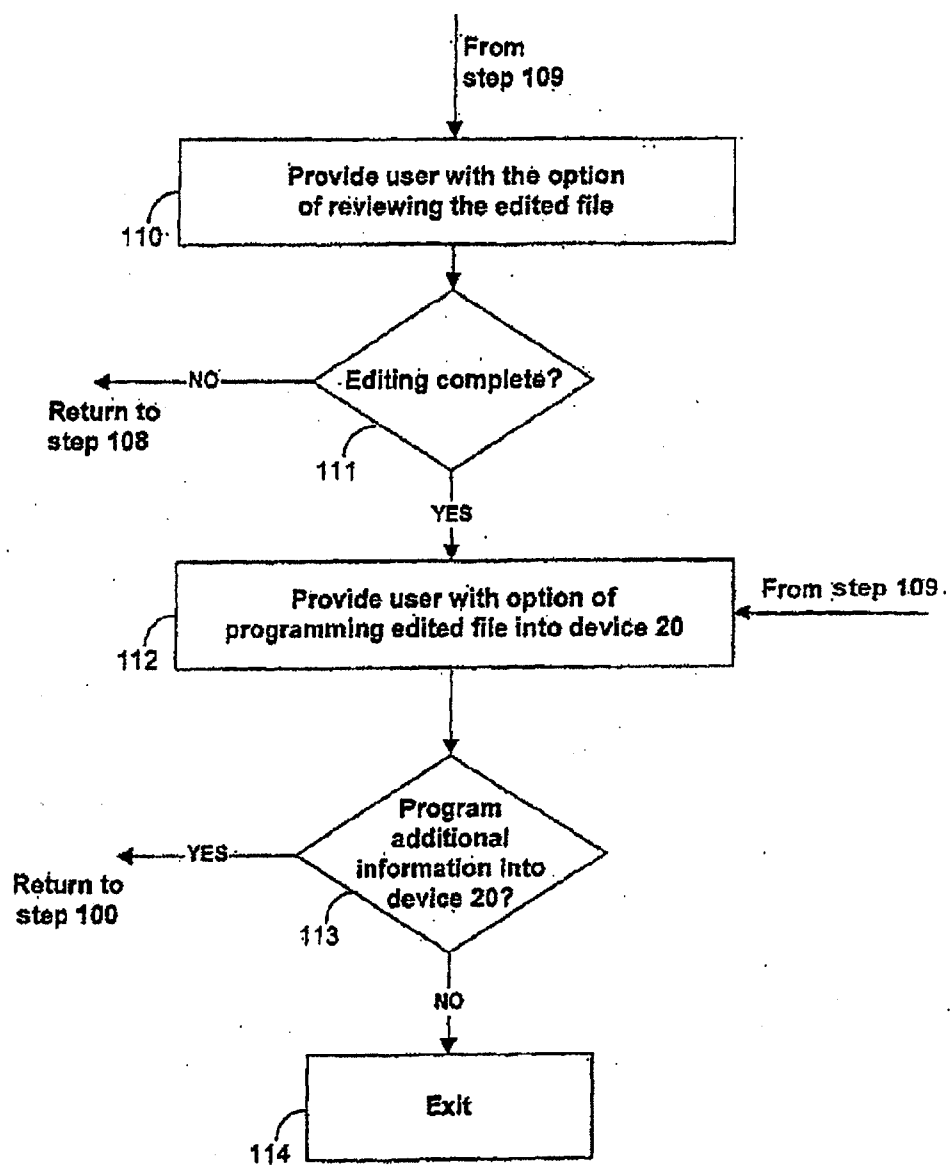 From
step 109
Provide user with the option
of reviewing the edited file
110
NO
Editing complete?
Return to
step 108
111
YES
Provide user with option of
programming edited file into device 20
From step 109
112
Program
additional
information into
device 20?
YES
Return to
step 100
113
NO
Exit
114